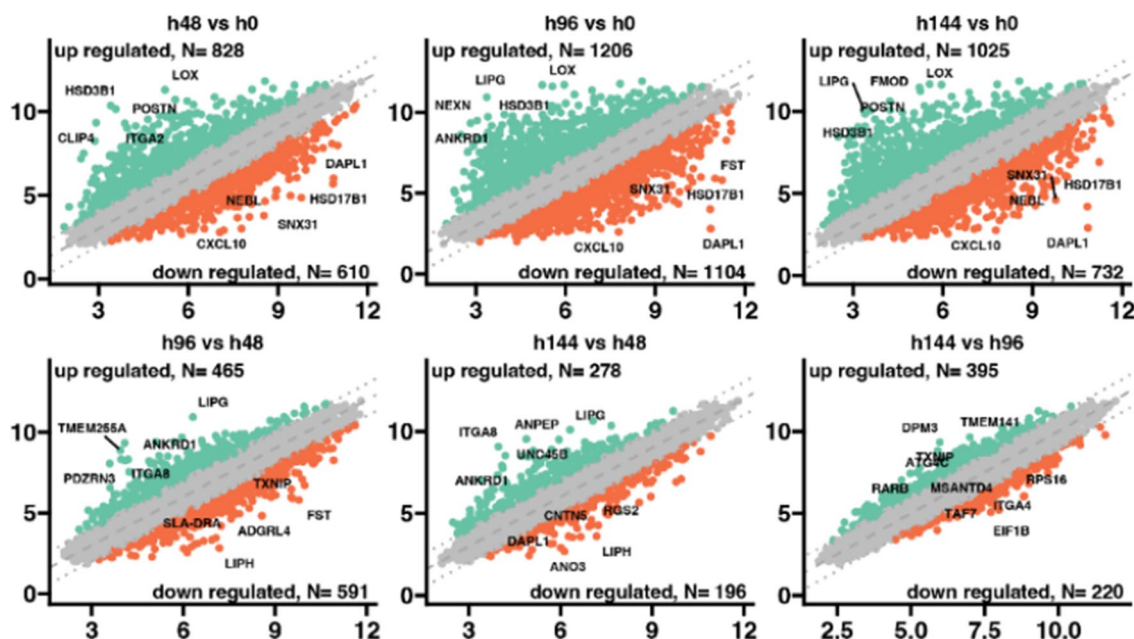 h48 vs h0
up regulated, N= 828
LOX
HSD3B1
POSTN
CLIP4
ITGA2
DAPL1
NEBL
HSD17B1
SNX31
CXCL10
down regulated, N= 610
10
5
0
3
6
9
12
h96 vs h0
up regulated, N= 1206
LOX
LIPG
NEXN
HSD3B1
ANKRD1
FST
SNX31
HSD17B1
CXCL10
DAPL1
down regulated, N= 1104
10
5
0
3
6
9
12
h144 vs h0
up regulated, N= 1025
LIPG
FMOD
LOX
POSTN
HSD3B1
SNX31
HSD17B1
NEBL
CXCL10
DAPL1
down regulated, N= 732
10
5
0
3
6
9
12
h96 vs h48
up regulated, N= 465
LIPG
TMEM255A
ANKRD1
PDZRN3
ITGA8
TXNIP
SLA-DRA
FST
ADGRL4
LIPH
down regulated, N= 591
10
5
0
3
6
9
12
h144 vs h48
up regulated, N= 278
LIPG
ANPEP
ITGA8
UNC45B
ANKRD1
CNTN5
RGS2
DAPL1
LIPH
ANO3
down regulated, N= 196
10
5
0
3
6
9
12
h144 vs h96
up regulated, N= 395
DPM3
TMEM141
TXNIP
ATG4C
RARB
MSANTD4
RPS16
ITGA4
TAF7
EIF1B
down regulated, N= 220
10
5
0
2.5
5.0
7.5
10.0